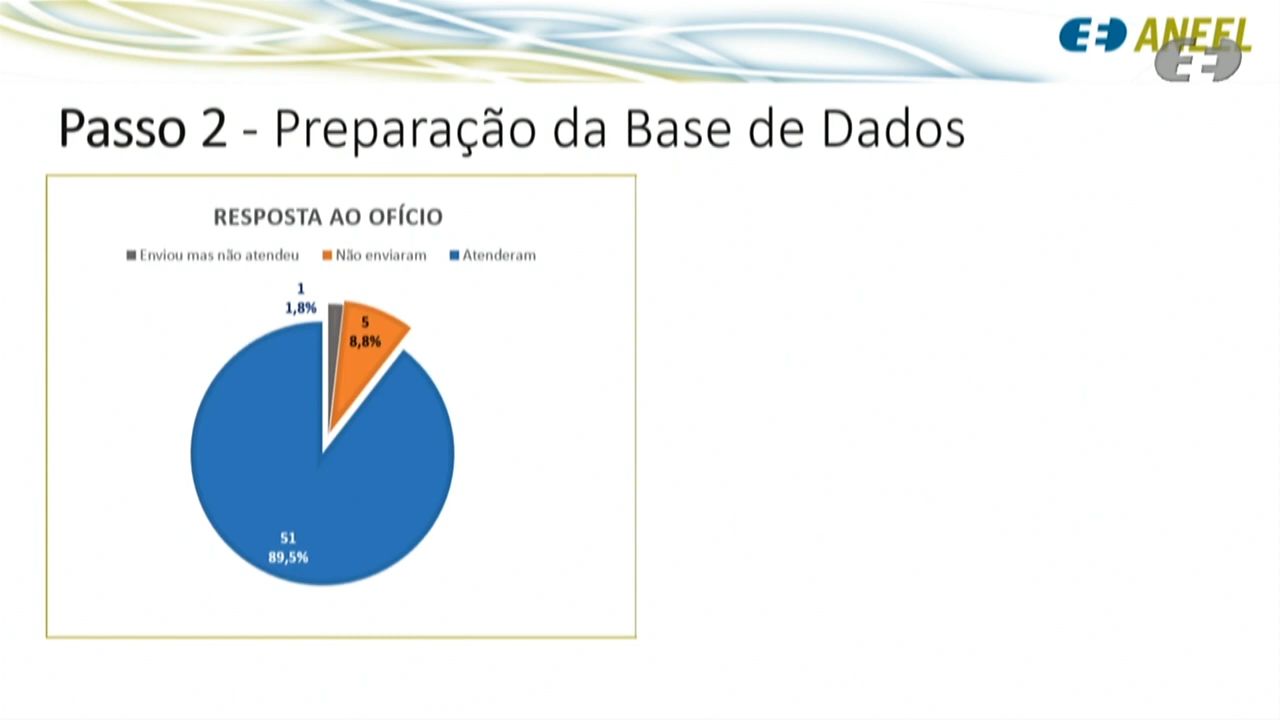 ANEEL
Passo 2 - Preparação da Base de Dados
RESPOSTA AO OFÍCIO
Enviou mas não atendeu Não enviaram Atenderam
1
1,8%
5
8,8%
51
89,5%